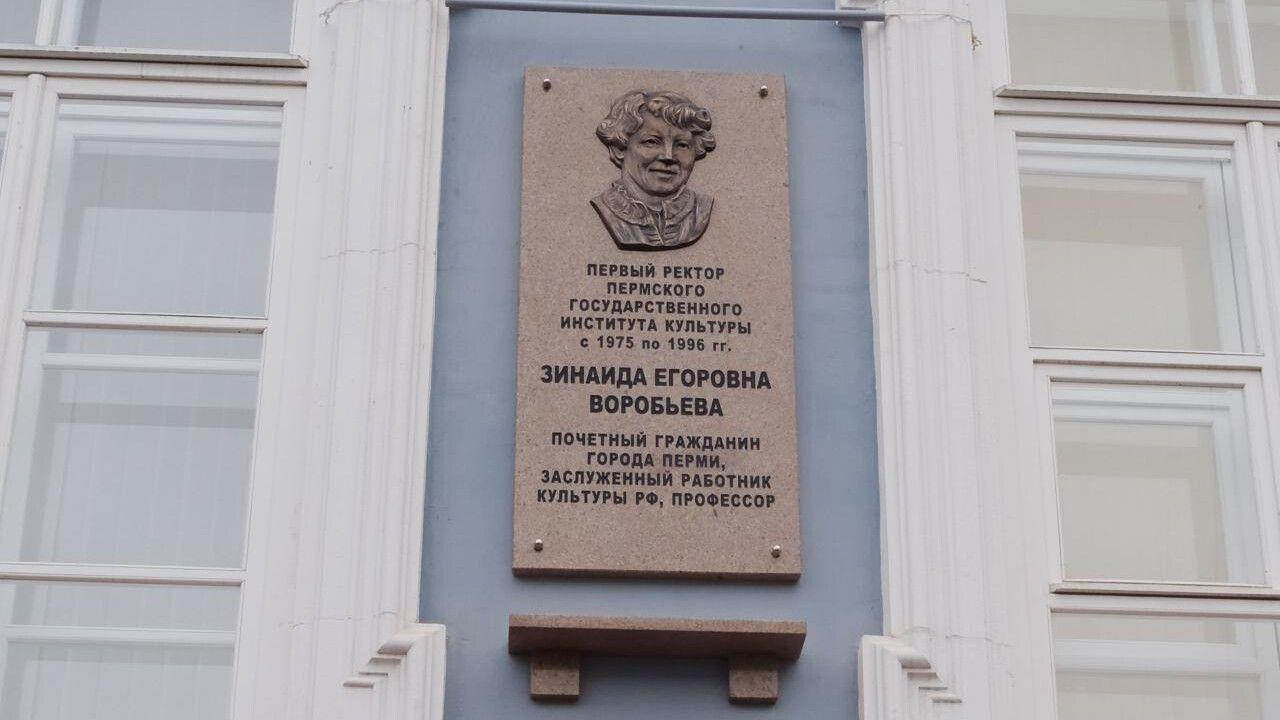 ПЕРВЫЙ РЕКТОР
ПЕРМСКОГО
ГОСУДАРСТВЕННОГО
ИНСТИТУТА КУЛЬТУРЫ
с 1975 по 1996 гг.
ЗИНАИДА ЕГОРОВНА
ВОРОБЬЕВА
ПОЧЕТНЫЙ ГРАЖДАНИН
ГОРОДА ПЕРМИ,
ЗАСЛУЖЕННЫЙ РАБОТНИК
КУЛЬТУРЫ РФ, ПРОФЕССОР